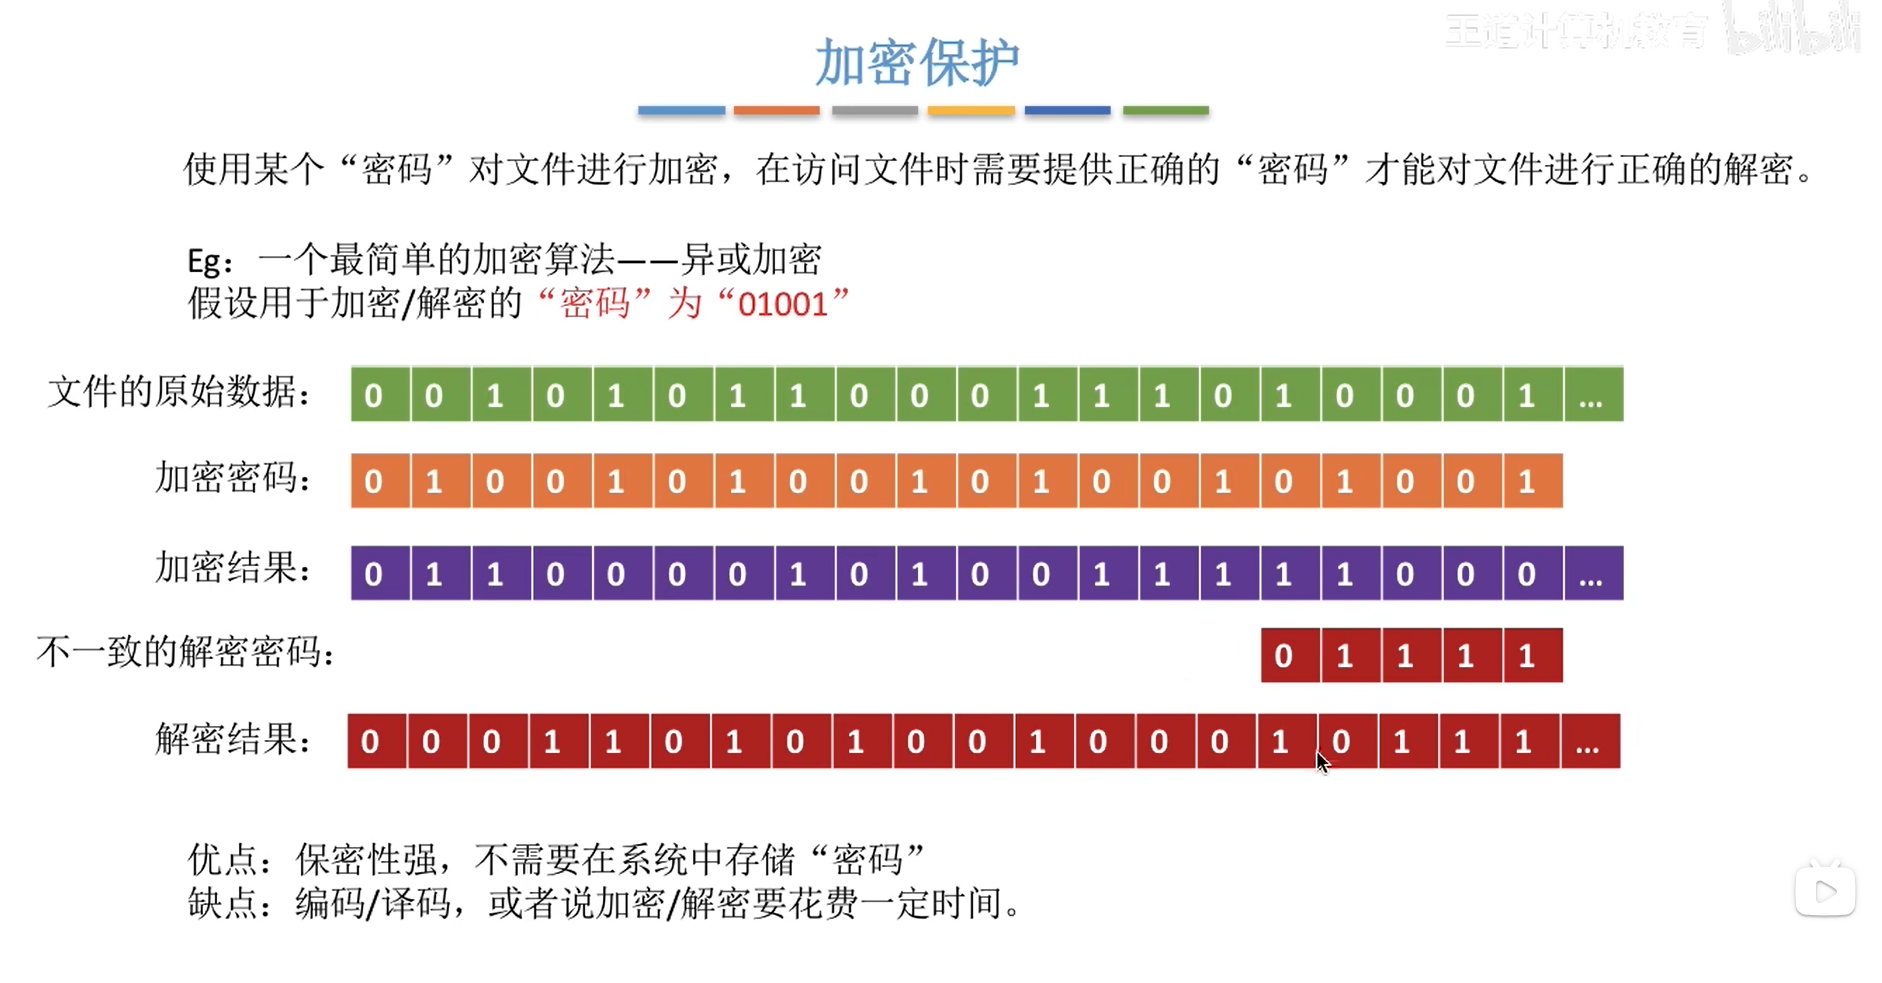 王道计算机教育 bilibili
加密保护
使用某个“密码”对文件进行加密，在访问文件时需要提供正确的“密码”才能对文件进行正确的解密。
Eg：一个最简单的加密算法——异或加密
假设用于加密/解密的“密码”为“01001”
文件的原始数据： 0 0 1 0 1 0 1 1 0 0 0 1 1 1 0 1 0 0 0 1 ...
加密密码： 0 1 0 0 1 0 1 0 0 1 0 1 0 0 1 0 1 0 0 1
加密结果： 0 1 1 0 0 0 0 1 0 1 0 0 1 1 1 1 1 0 0 0 ...
不一致的解密密码： 0 1 1 1 1
解密结果： 0 0 0 1 1 0 1 0 1 0 0 1 0 0 0 1 0 1 1 1 ...
优点：保密性强，不需要在系统中存储“密码”
缺点：编码/译码，或者说加密/解密要花费一定时间。